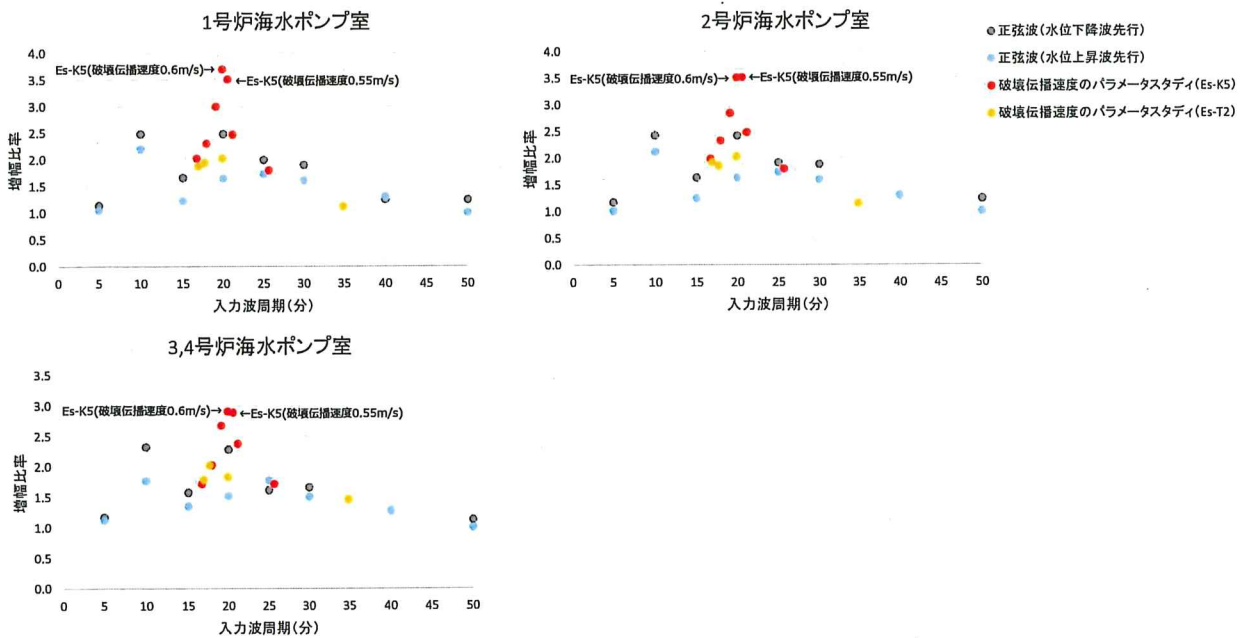 1号炉海水ポンプ室
Es-K5(破壊伝播速度0.6m/s)→
←Es-K5(破壊伝播速度0.55m/s)
増幅比率
4.0
3.5
3.0
2.5
2.0
1.5
1.0
0.5
0.0
0 5 10 15 20 25 30 35 40 45 50
入力波周期(分)
2号炉海水ポンプ室
Es-K5(破壊伝播速度0.6m/s)→
←Es-K5(破壊伝播速度0.55m/s)
増幅比率
4.0
3.5
3.0
2.5
2.0
1.5
1.0
0.5
0.0
0 5 10 15 20 25 30 35 40 45 50
入力波周期(分)
正弦波(水位下降波先行)
正弦波(水位上昇波先行)
破壊伝播速度のパラメータスタディ(Es-K5)
破壊伝播速度のパラメータスタディ(Es-T2)
3,4号炉海水ポンプ室
Es-K5(破壊伝播速度0.6m/s)→
←Es-K5(破壊伝播速度0.55m/s)
増幅比率
3.5
3.0
2.5
2.0
1.5
1.0
0.5
0.0
0 5 10 15 20 25 30 35 40 45 50
入力波周期(分)